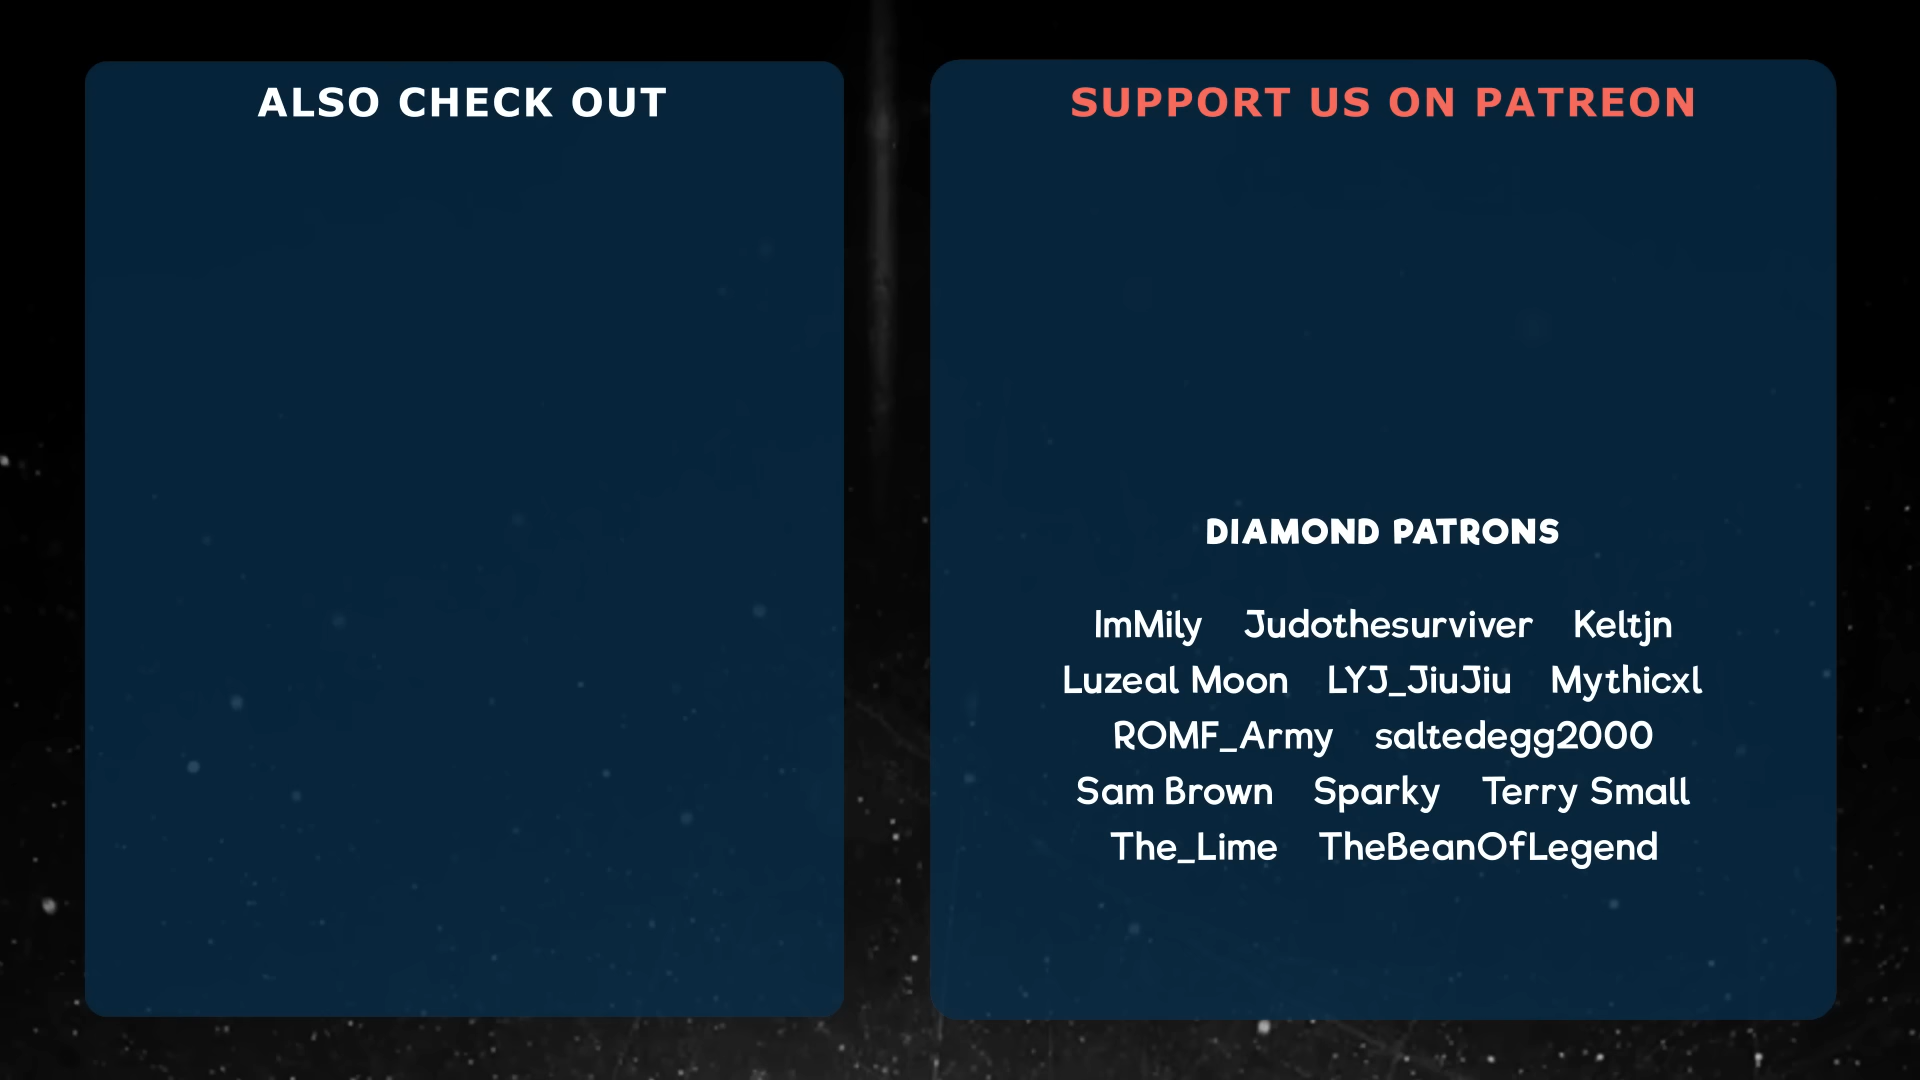 ALSO CHECK OUT
SUPPORT US ON PATREON
DIAMOND PATRONS
ImMily Judothesurviver Keltjn
Luzeal Moon LYJ_JiuJiu Mythicxl
ROMF_Army saltedegg2000
Sam Brown Sparky Terry Small
The_Lime TheBeanOfLegend